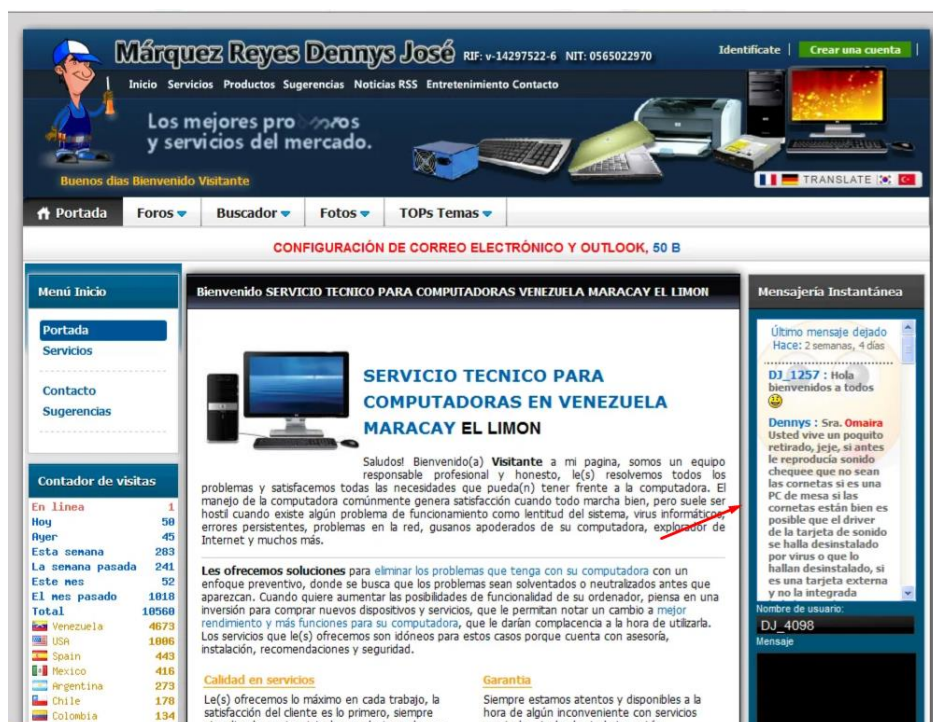 Márquez Reyes Dennys José RIF: v-14297522-6 NIT: 0565022970
Identifícate | Crear una cuenta |
Inicio Servicios Productos Sugerencias Noticias RSS Entretenimiento Contacto
Los mejores pro
y servicios del mercado.
Buenos dias Bienvenido Visitante
TRANSLATE
Portada Foros Buscador Fotos TOPs Temas
CONFIGURACIÓN DE CORREO ELECTRÓNICO Y OUTLOOK, 50 B
Menú Inicio
Portada
Servicios
Contacto
Sugerencias
Contador de visitas
En linea 1
Hoy 50
Ayer 45
Esta semana 283
La semana pasada 241
Este mes 52
El mes pasado 1018
Total 10560
Venezuela 4673
USA 1006
Spain 443
Mexico 416
Argentina 273
Chile 178
Colombia 134
Bienvenido SERVICIO TECNICO PARA COMPUTADORAS VENEZUELA MARACAY EL LIMON
SERVICIO TECNICO PARA
COMPUTADORAS EN VENEZUELA
MARACAY EL LIMON
Saludos! Bienvenido(a) Visitante a mi pagina, somos un equipo
responsable profesional y honesto, le(s) resolvemos todos los
problemas y satisfacemos todas las necesidades que pueda(n) tener frente a la computadora. El
manejo de la computadora comúnmente genera satisfacción cuando todo marcha bien, pero suele ser
hostil cuando existe algún problema de funcionamiento como lentitud del sistema, virus informáticos,
errores persistentes, problemas en la red, gusanos apoderados de su computadora, explorador de
Internet y muchos más.
Les ofrecemos soluciones para eliminar los problemas que tenga con su computadora con un
enfoque preventivo, donde se busca que los problemas sean solventados o neutralizados antes que
aparezcan. Cuando quiere aumentar las posibilidades de funcionalidad de su ordenador, piensa en una
inversión para comprar nuevos dispositivos y servicios, que le permitan notar un cambio a mejor
rendimiento y más funciones para su computadora, que le darían complacencia a la hora de utilizarla.
Los servicios que le(s) ofrecemos son idóneos para estos casos porque cuenta con asesoría,
instalación, recomendaciones y seguridad.
Calidad en servicios
Le(s) ofrecemos lo máximo en cada trabajo, la
satisfacción del cliente es lo primero, siempre
Garantia
Siempre estamos atentos y disponibles a la
hora de algún inconveniente con servicios
Mensajería Instantánea
Último mensaje dejado
Hace: 2 semanas, 4 días
DJ_1257 : Hola
bienvenidos a todos
Dennys : Sra. Omaira
Usted vive un poquito
retirado, jeje, si antes
le reproducía sonido
chequee que no sean
las cornetas si es una
PC de mesa si las
cornetas están bien es
posible que el driver
de la tarjeta de sonido
se halla desinstalado
por virus o que lo
hallan desinstalado, si
es una tarjeta externa
y no la integrada
Nombre de usuario:
DJ_4098
Mensaje